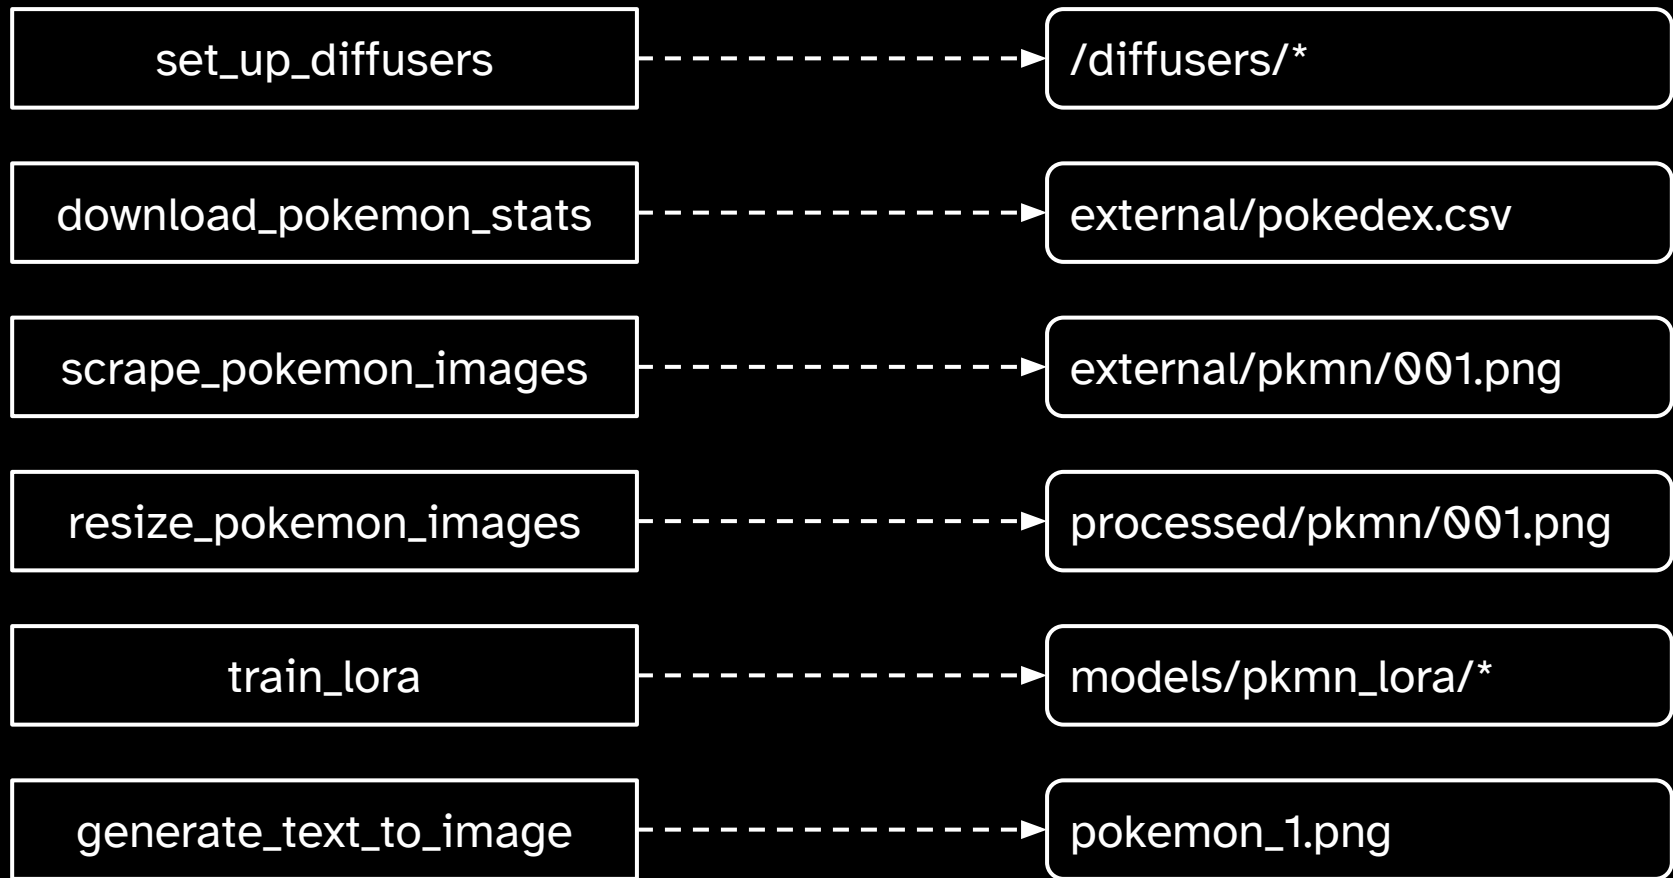 set_up_diffusers
/diffusers/*
download_pokemon_stats
external/pokedex.csv
scrape_pokemon_images
external/pkmn/001.png
resize_pokemon_images
processed/pkmn/001.png
train_lora
models/pkmn_lora/*
generate_text_to_image
pokemon_1.png